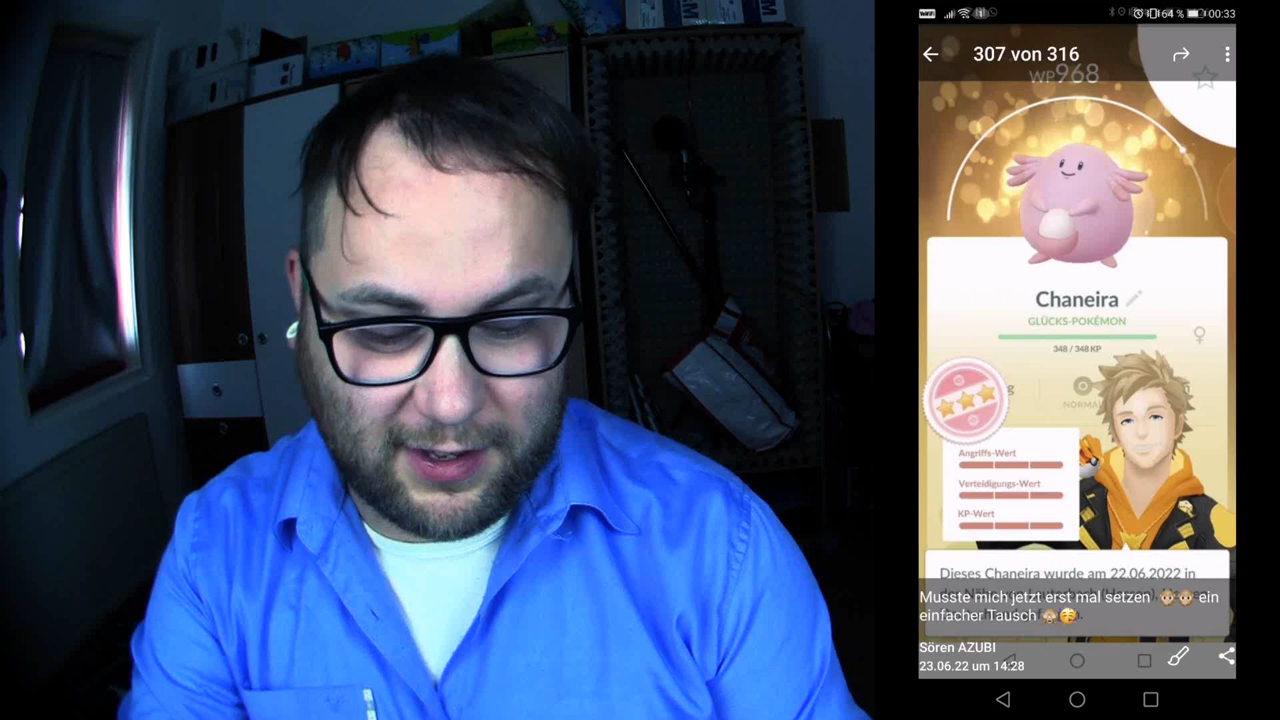 64 % 00:33
307 von 316
WP968
Chaneira
GLÜCKS-POKÉMON
348 / 348 KP
NORMAL
Angriffs-Wert
Verteidigungs-Wert
KP-Wert
Dieses Chaneira wurde am 22.06.2022 in
Musste mich jetzt erst mal setzen ein
einfacher Tausch
Sören AZUBI
23.06.22 um 14:28